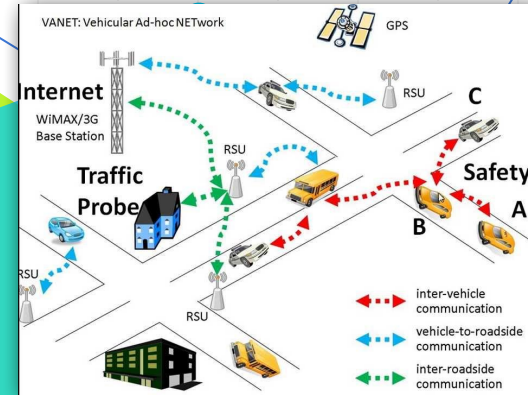 VANET: Vehicular Ad-hoc NETwork
GPS
Internet
WiMAX/3G
Base Station
RSU
C
RSU
Traffic
Probe
Safety
A
B
RSU
RSU
inter-vehicle
communication
vehicle-to-roadside
communication
inter-roadside
communication